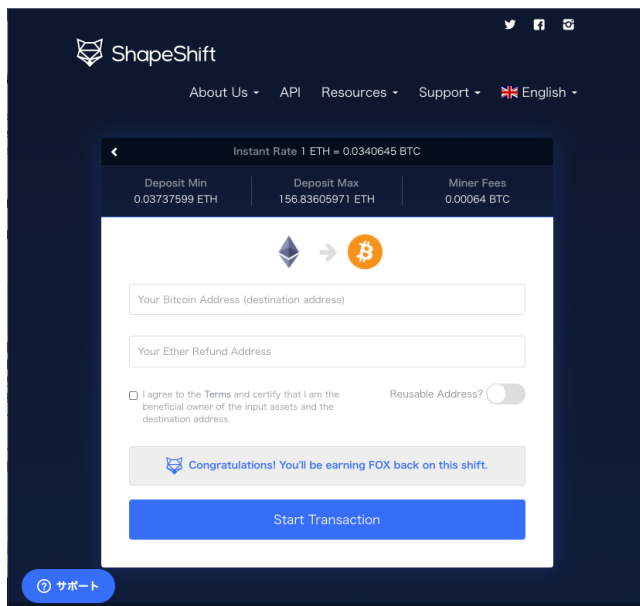 ShapeShift
About Us API Resources Support English
Instant Rate 1 ETH = 0.0340645 BTC
Deposit Min Deposit Max Miner Fees
0.03737599 ETH 156.83605971 ETH 0.00064 BTC
Your Bitcoin Address (destination address)
Your Ether Refund Address
I agree to the Terms and certify that I am the Reusable Address?
beneficial owner of the input assets and the
destination address.
Congratulations! You'll be earning FOX back on this shift.
Start Transaction
サポート